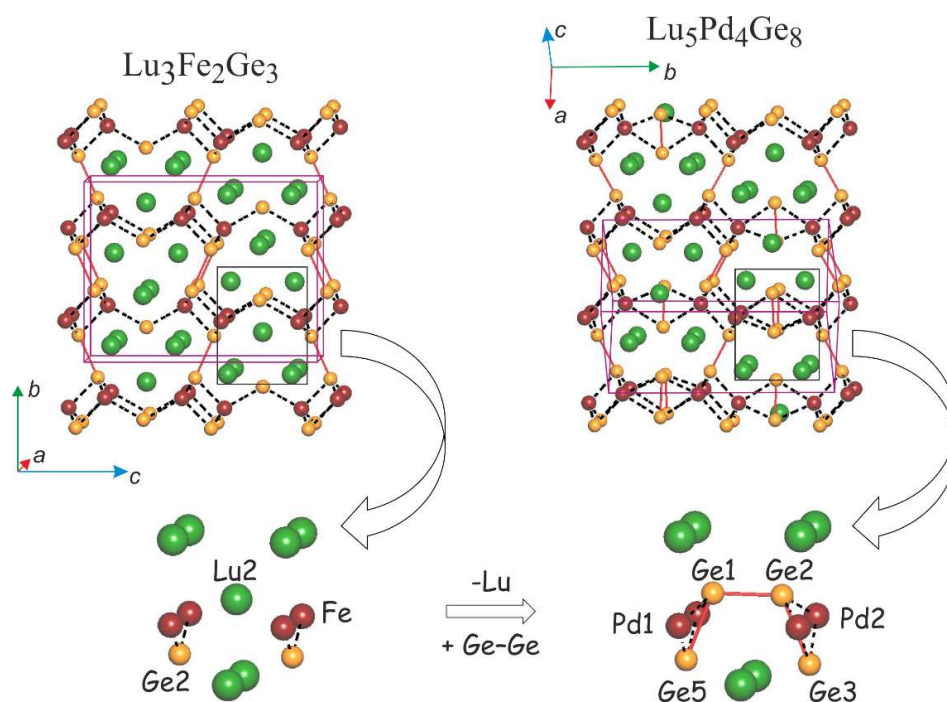 Lu3Fe2Ge3
Lu5Pd4Ge8
c
b
a
b
a
c
Lu2
Fe
Ge2
-Lu
+ Ge-Ge
Ge1
Ge2
Pd1
Pd2
Ge5
Ge3